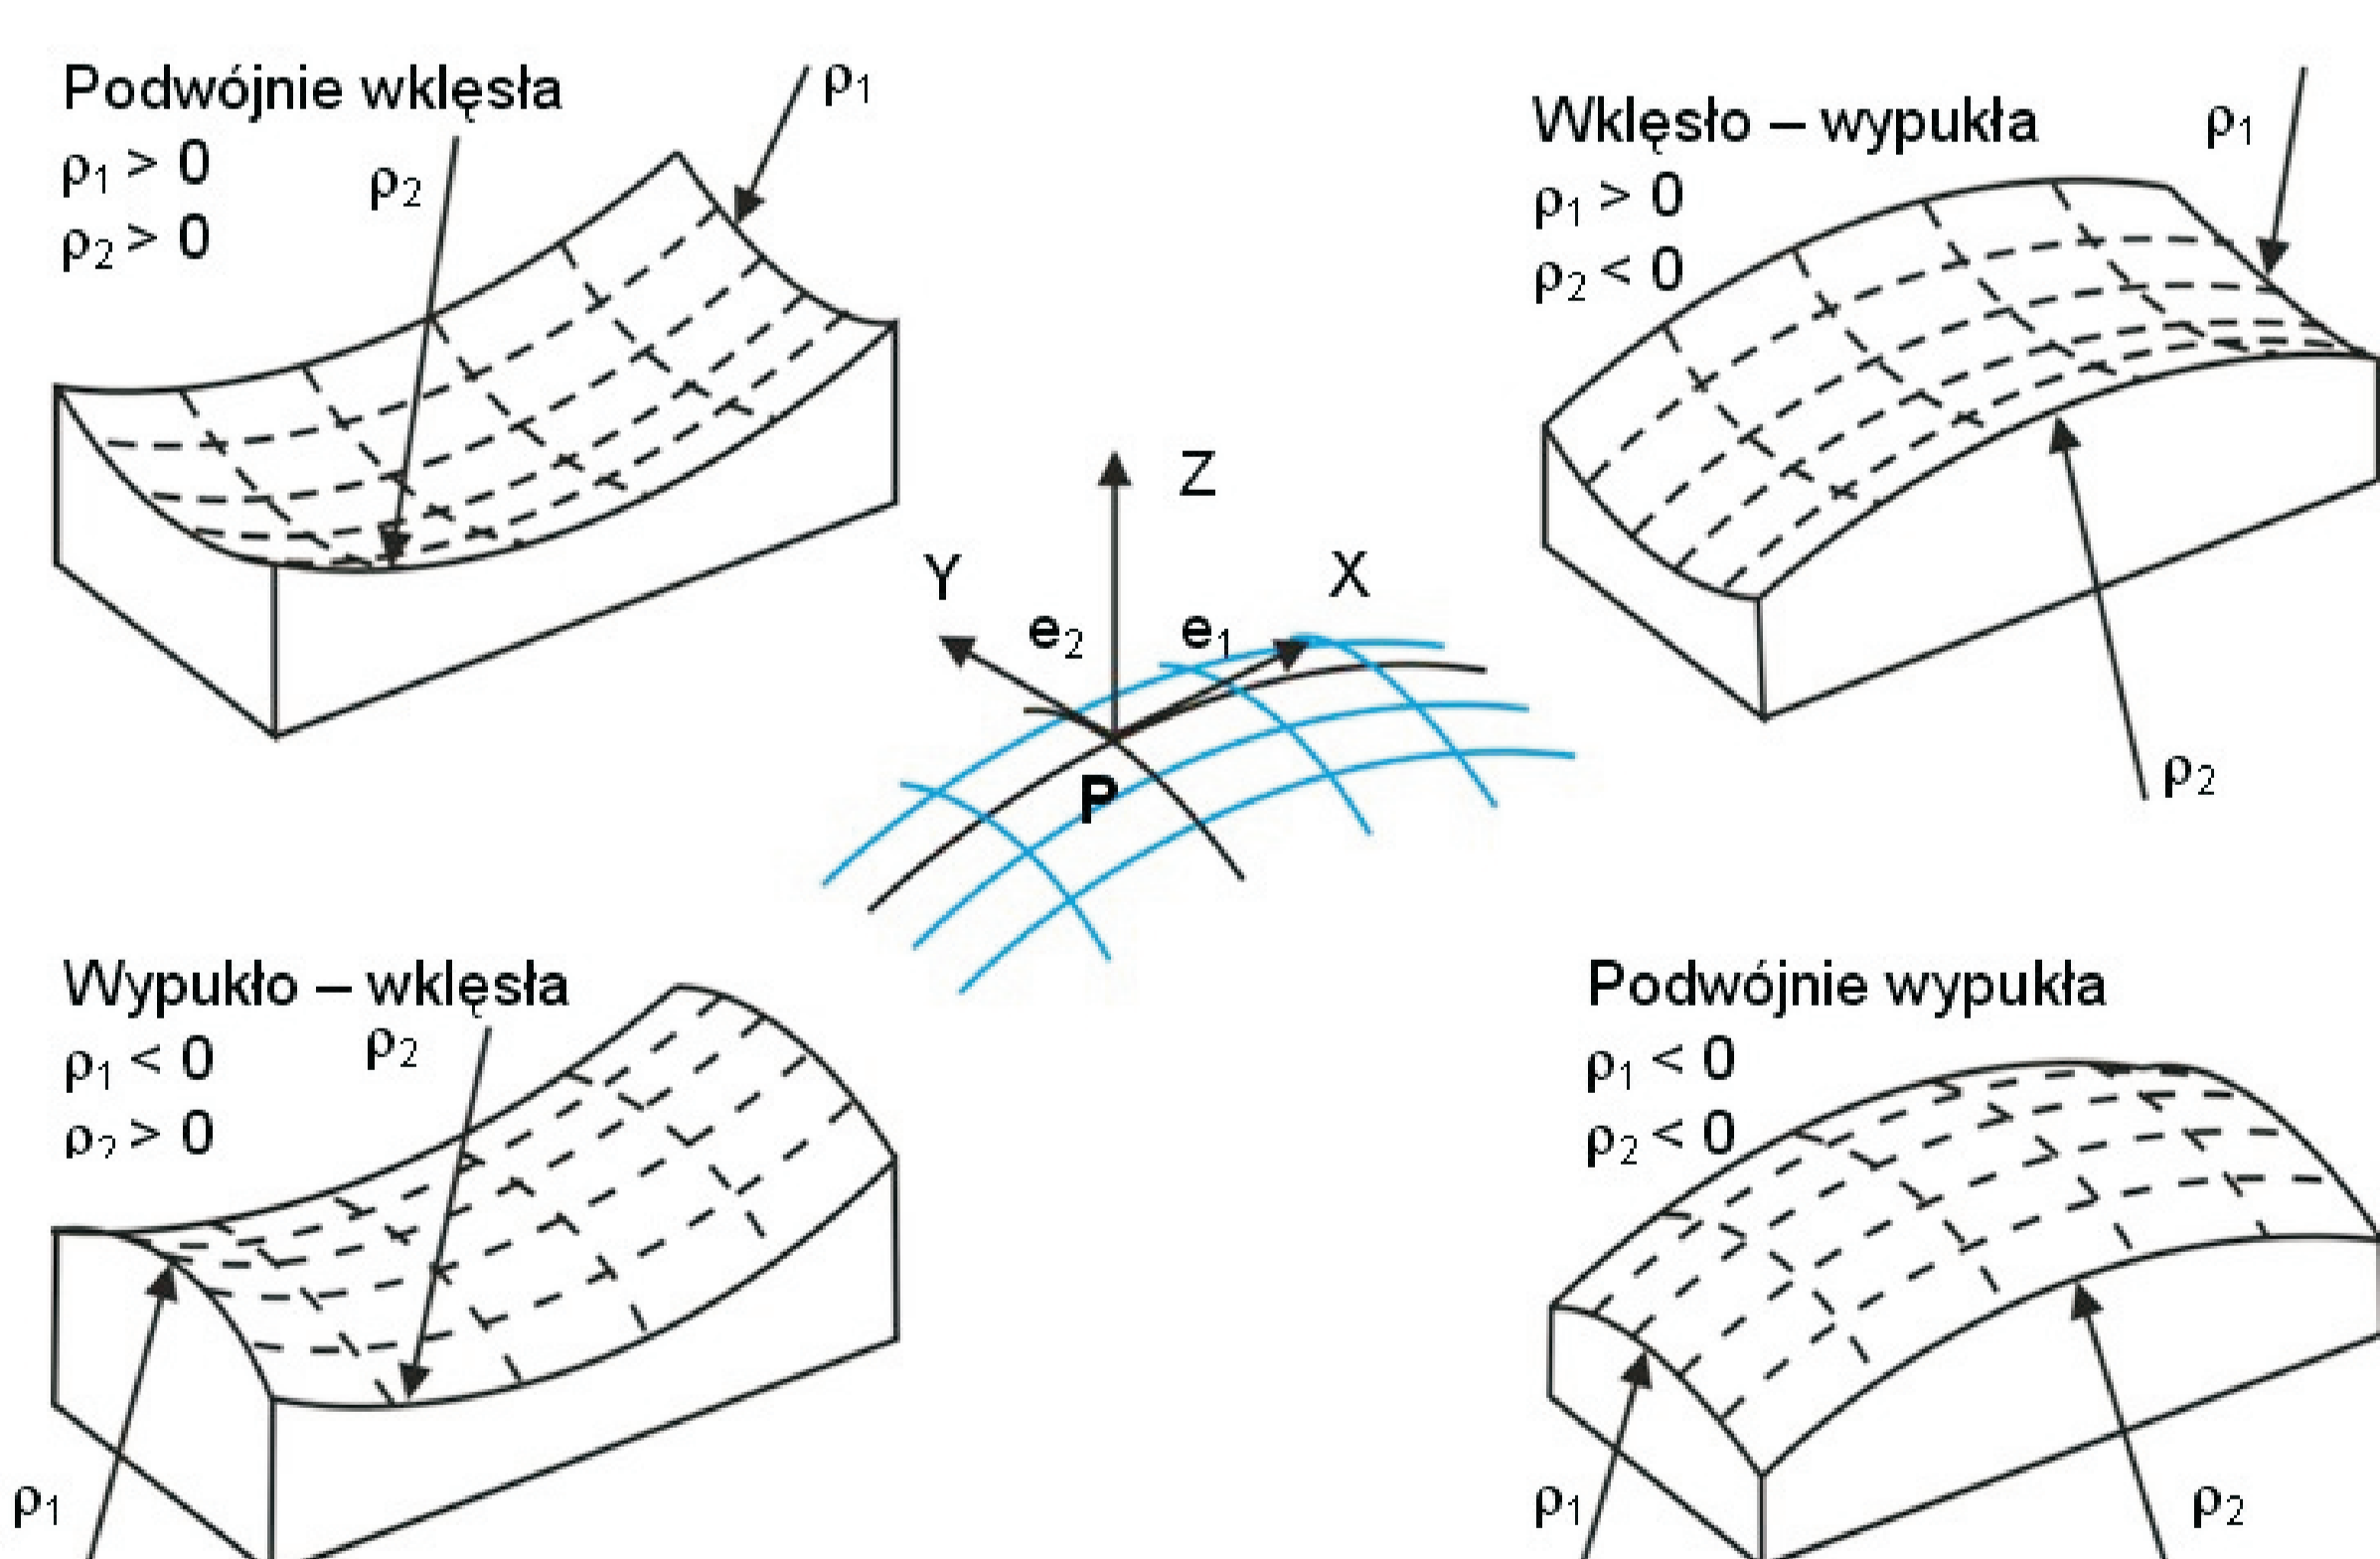 Podwójnie wklęsła
ρ1 > 0
ρ2 > 0
ρ2
ρ1
Wklęsło – wypukła
ρ1 > 0
ρ2 < 0
ρ1
ρ2
Z
Y
X
e2
e1
P
Wypukło – wklęsła
ρ1 < 0
ρ2 > 0
ρ2
ρ1
Podwójnie wypukła
ρ1 < 0
ρ2 < 0
ρ1
ρ2